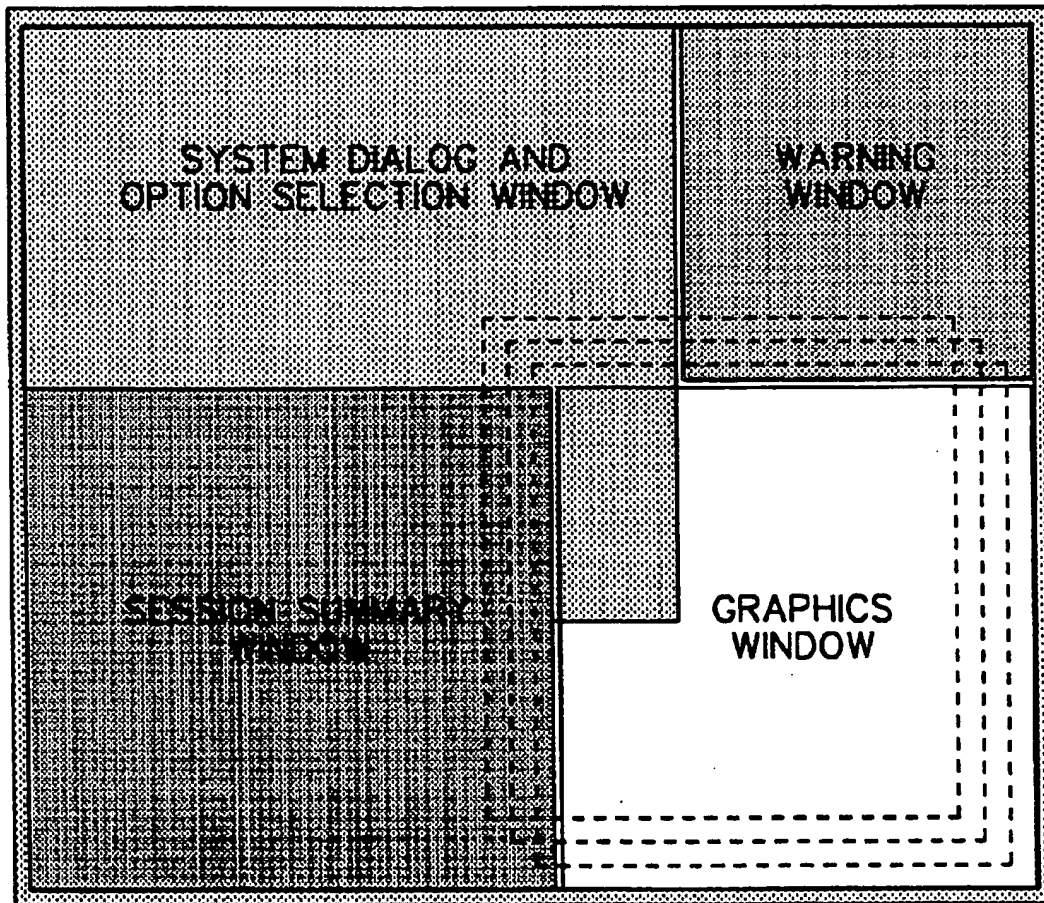 SYSTEM DIALOG AND
OPTION SELECTION WINDOW
WARNING
WINDOW
SESSION SUMMARY
WINDOW
GRAPHICS
WINDOW